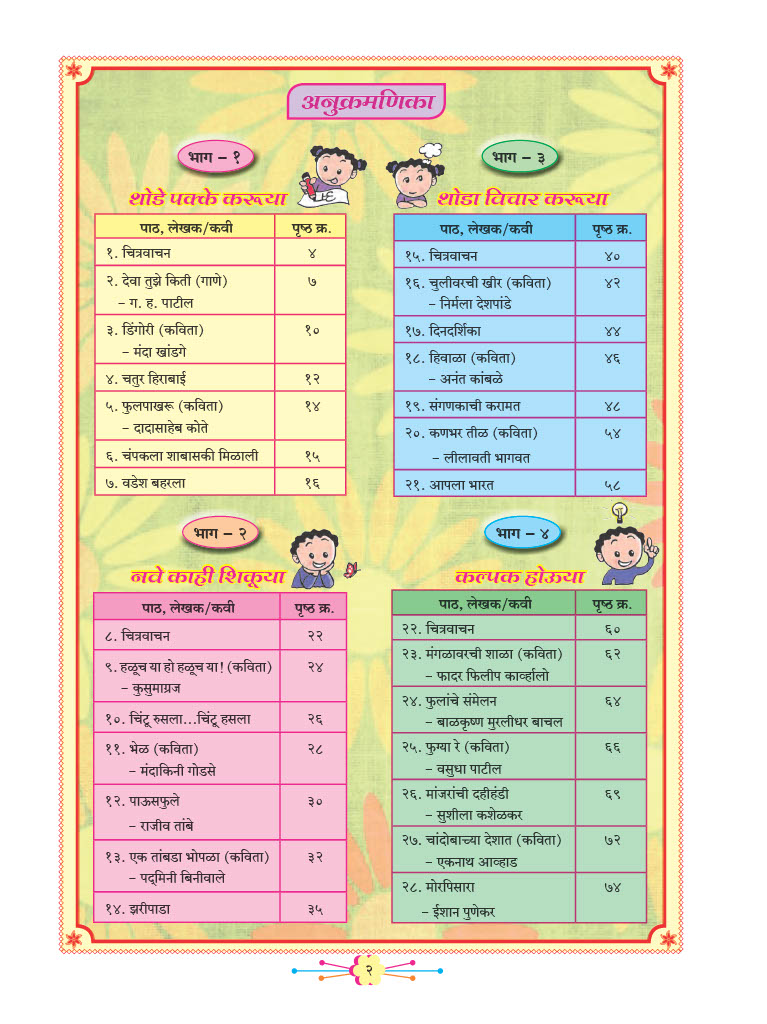 अनुक्रमणिका
भाग – १
थोडे पक्के करूया
पाठ, लेखक/कवी पृष्ठ क्र.
१. चित्रवाचन ४
२. देवा तुझे किती (गाणे) ७
– ग. ह. पाटील
३. डिंगोरी (कविता) १०
– मंदा खांडगे
४. चतुर हिराबाई १२
५. फुलपाखरू (कविता) १४
– दादासाहेब कोते
६. चंपकला शाबासकी मिळाली १५
७. वडेश बहरला १६
भाग – २
नवे काही शिकूया
पाठ, लेखक/कवी पृष्ठ क्र.
८. चित्रवाचन २२
९. हळूच या हो हळूच या! (कविता) २४
– कुसुमाग्रज
१०. चिंटू रुसला...चिंटू हसला २६
११. भेळ (कविता) २८
– मंदाकिनी गोडसे
१२. पाऊसफुले ३०
– राजीव तांबे
१३. एक तांबडा भोपळा (कविता) ३२
– पद्‌मिनी बिनीवाले
१४. झरीपाडा ३५
भाग – ३
थोडा विचार करूया
पाठ, लेखक/कवी पृष्ठ क्र.
१५. चित्रवाचन ४०
१६. चुलीवरची खीर (कविता) ४२
– निर्मला देशपांडे
१७. दिनदर्शिका ४४
१८. हिवाळा (कविता) ४६
– अनंत कांबळे
१९. संगणकाची करामत ४८
२०. कणभर तीळ (कविता) ५४
– लीलावती भागवत
२१. आपला भारत ५८
भाग – ४
कल्पक होऊया
पाठ, लेखक/कवी पृष्ठ क्र.
२२. चित्रवाचन ६०
२३. मंगळावरची शाळा (कविता) ६२
– फादर फिलीप कार्व्हालो
२४. फुलांचे संमेलन ६४
– बाळकृष्ण मुरलीधर बाचल
२५. फुग्या रे (कविता) ६६
– वसुधा पाटील
२६. मांजरांची दहीहंडी ६९
– सुशीला कशेळकर
२७. चांदोबाच्या देशात (कविता) ७२
– एकनाथ आव्हाड
२८. मोरपिसारा ७४
– ईशान पुणेकर
२